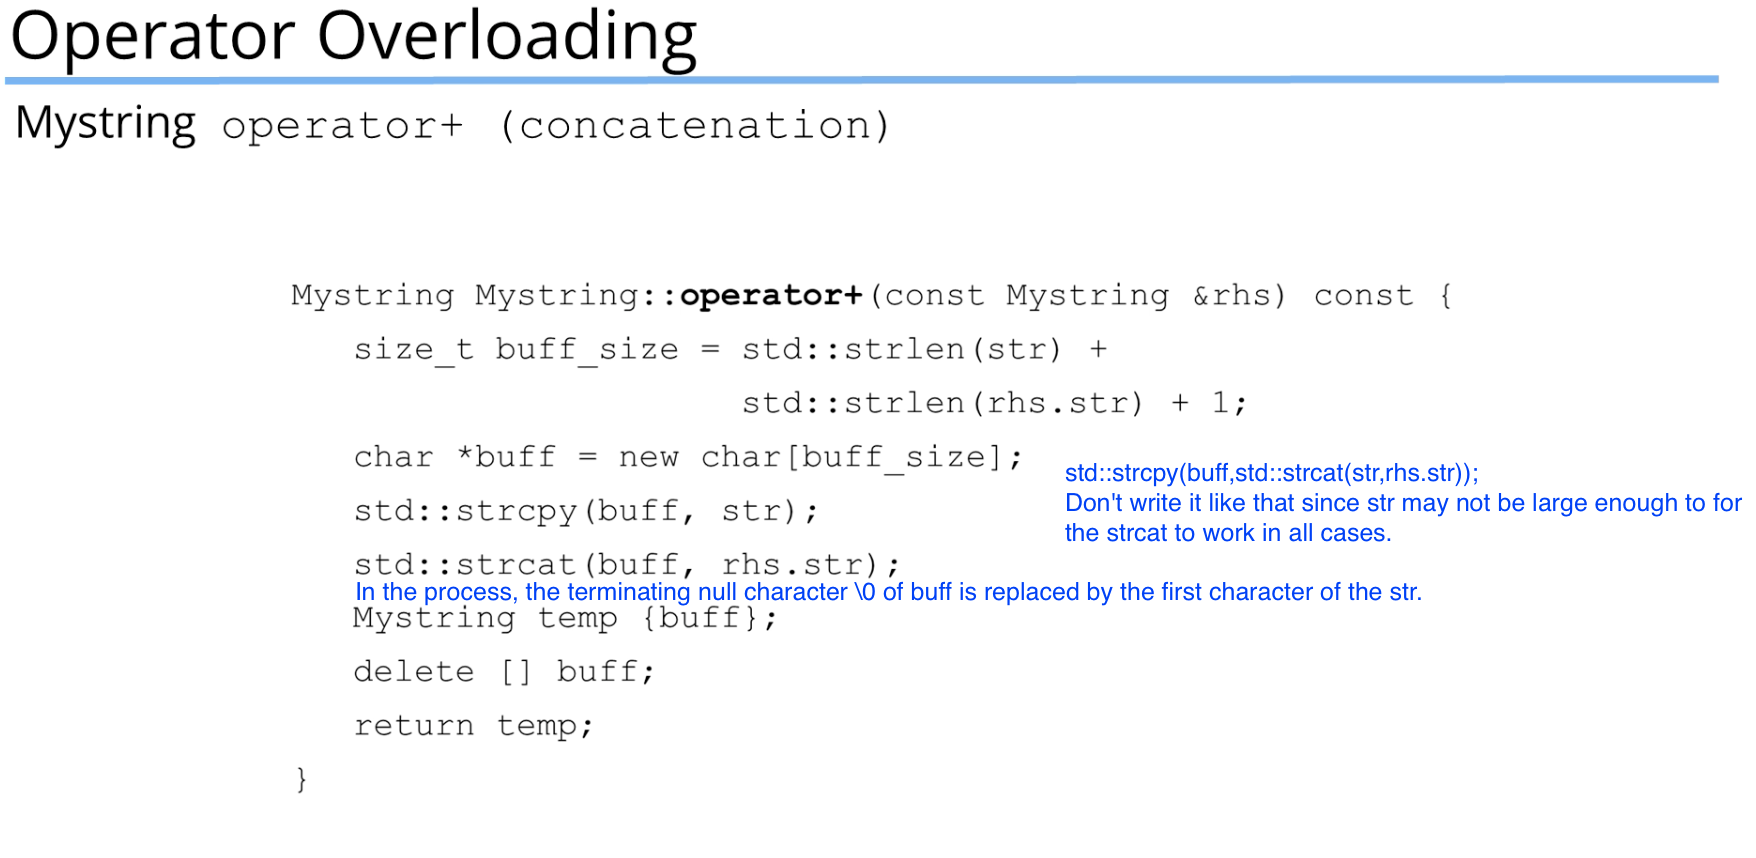 Operator Overloading
Mystring operator+ (concatenation)
Mystring Mystring::operator+(const Mystring &rhs) const {
size_t buff_size = std::strlen(str) +
std::strlen(rhs.str) + 1;
char *buff = new char[buff_size];
std::strcpy(buff,std::strcat(str,rhs.str));
Don't write it like that since str may not be large enough to for
the strcat to work in all cases.
std::strcpy(buff, str);
std::strcat(buff, rhs.str);
In the process, the terminating null character \0 of buff is replaced by the first character of the str.
Mystring temp {buff};
delete [] buff;
return temp;
}